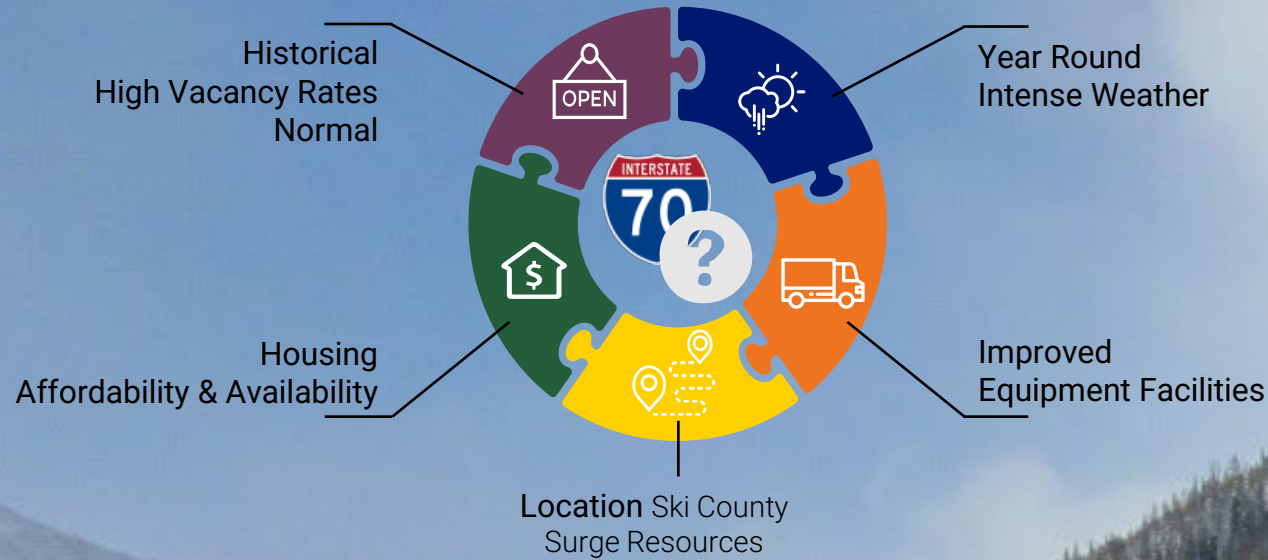 Historical
High Vacancy Rates
Normal
OPEN
Year Round
Intense Weather
INTERSTATE
70
?
$
Housing
Affordability & Availability
Improved
Equipment Facilities
Location Ski County
Surge Resources